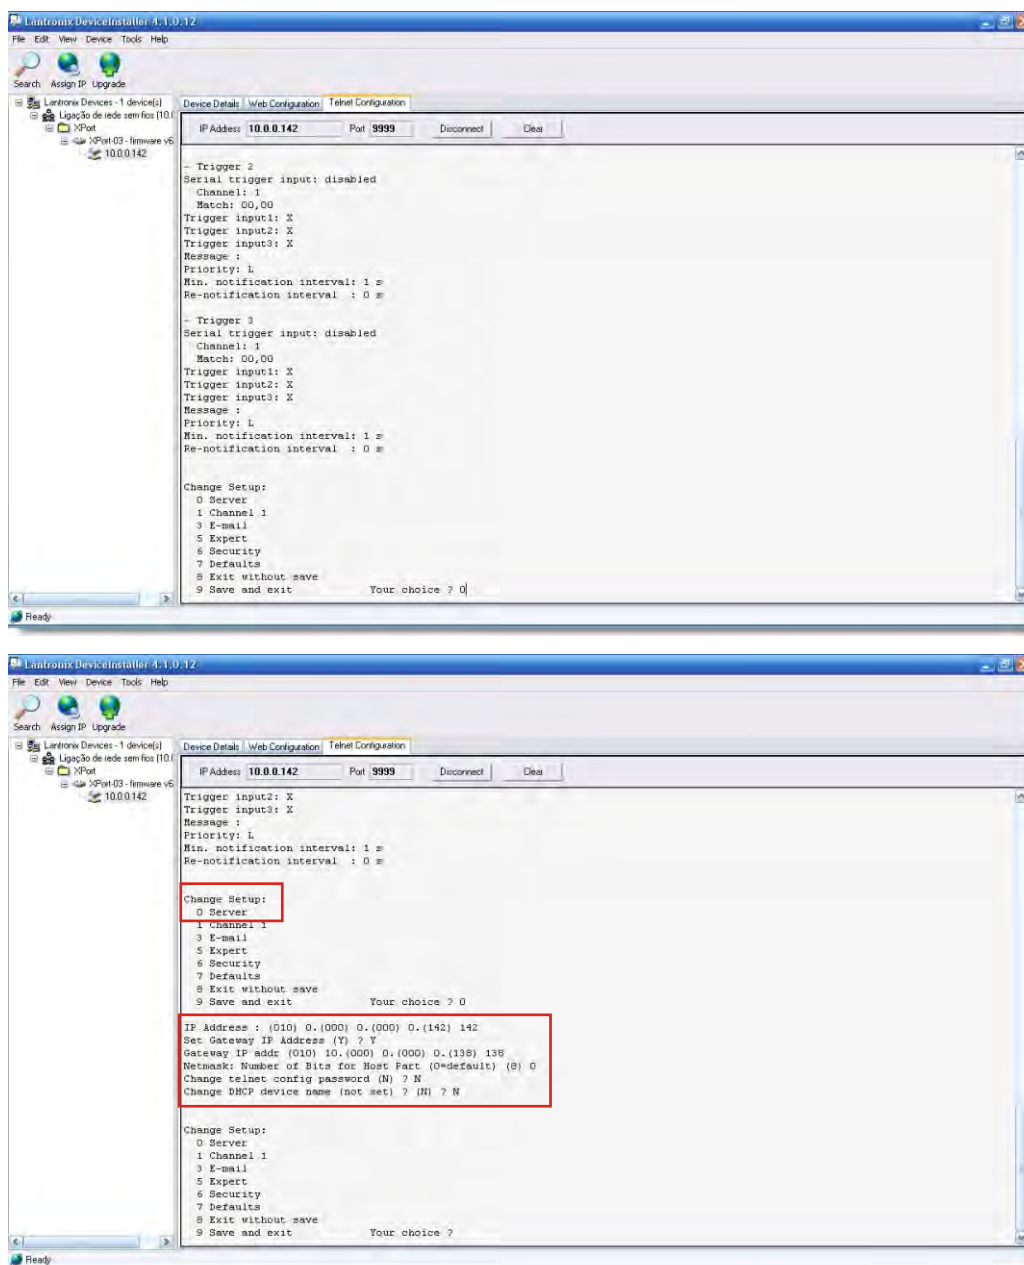 Lantronix DeviceInstaller 4.1.0.12
File Edit View Device Tools Help
Search Assign IP Upgrade
Lantronix Devices - 1 device(s)
Ligação de rede sem fios (10.0
XPort
XPort-03 - firmware v6
10.0.0.142
Device Details Web Configuration Telnet Configuration
IP Address 10.0.0.142 Port 9999 Disconnect Clear
- Trigger 2
Serial trigger input: disabled
Channel: 1
Match: 00,00
Trigger input1: X
Trigger input2: X
Trigger input3: X
Message :
Priority: L
Min. notification interval: 1 s
Re-notification interval : 0 s
- Trigger 3
Serial trigger input: disabled
Channel: 1
Match: 00,00
Trigger input1: X
Trigger input2: X
Trigger input3: X
Message :
Priority: L
Min. notification interval: 1 s
Re-notification interval : 0 s
Change Setup:
0 Server
1 Channel 1
3 E-mail
5 Expert
6 Security
7 Defaults
8 Exit without save
9 Save and exit Your choice ? 0
Ready
Lantronix DeviceInstaller 4.1.0.12
File Edit View Device Tools Help
Search Assign IP Upgrade
Lantronix Devices - 1 device(s)
Ligação de rede sem fios (10.0
XPort
XPort-03 - firmware v6
10.0.0.142
Device Details Web Configuration Telnet Configuration
IP Address 10.0.0.142 Port 9999 Disconnect Clear
Trigger input2: X
Trigger input3: X
Message :
Priority: L
Min. notification interval: 1 s
Re-notification interval : 0 s
Change Setup:
0 Server
1 Channel 1
3 E-mail
5 Expert
6 Security
7 Defaults
8 Exit without save
9 Save and exit Your choice ? 0
IP Address : (010) 0.(000) 0.(000) 0.(142) 142
Set Gateway IP Address (Y) ? Y
Gateway IP addr (010) 10.(000) 0.(000) 0.(138) 138
Netmask: Number of Bits for Host Part (0=default) (8) 0
Change telnet config password (N) ? N
Change DHCP device name (not set) ? (N) ? N
Change Setup:
0 Server
1 Channel 1
3 E-mail
5 Expert
6 Security
7 Defaults
8 Exit without save
9 Save and exit Your choice ?
Ready